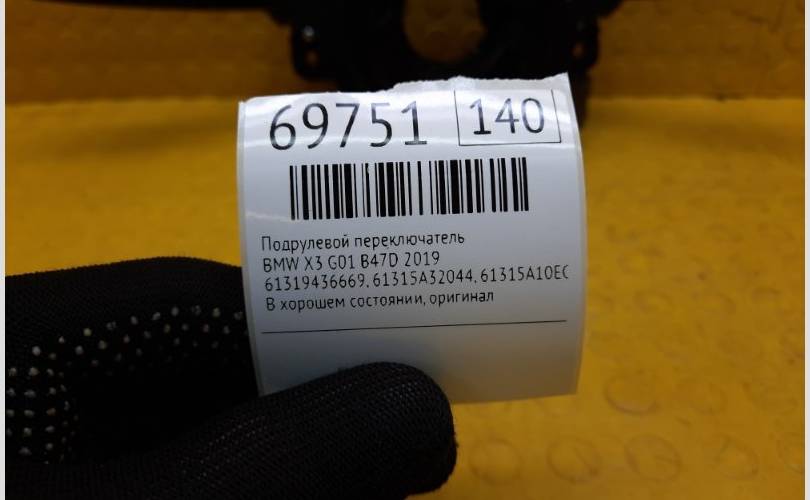 69751 140
Подрулевой переключатель
BMW X3 G01 B47D 2019
61319436669, 61315A32044, 61315A10EC
В хорошем состоянии, оригинал